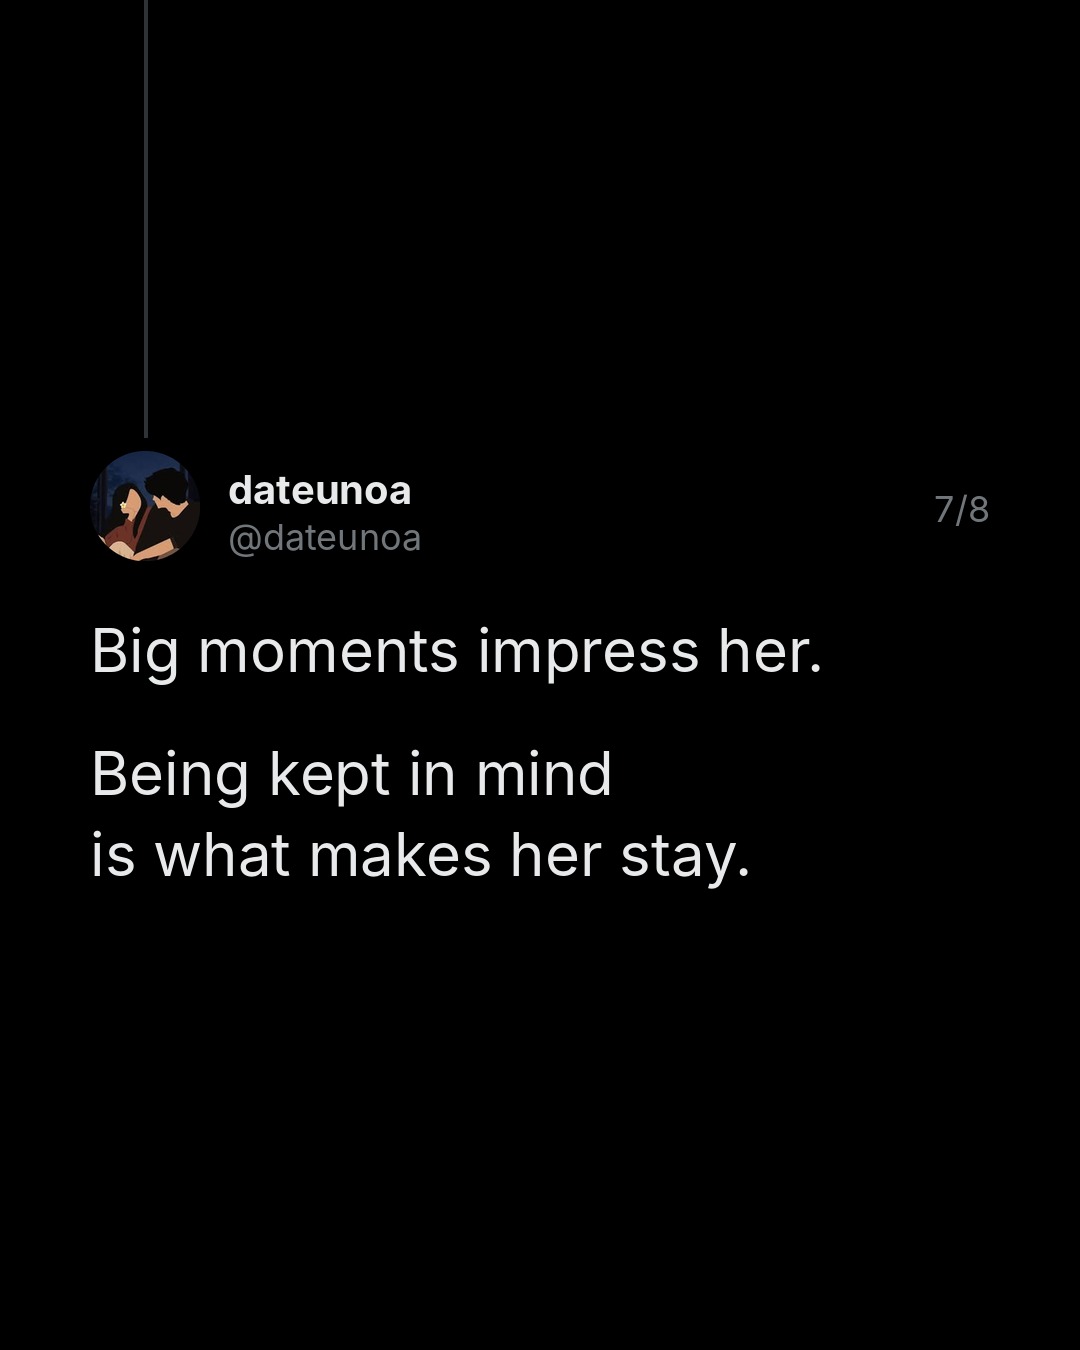 dateunoa
@dateunoa
7/8
Big moments impress her.
Being kept in mind
is what makes her stay.